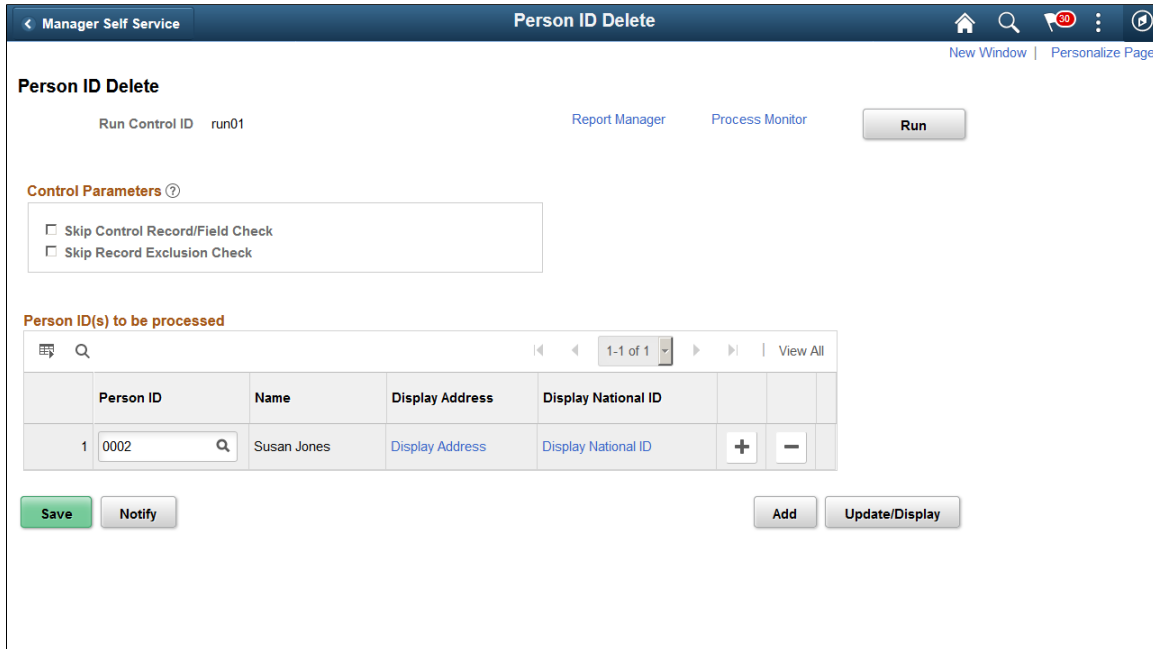 Manager Self Service Person ID Delete 30
New Window | Personalize Page
Person ID Delete
Run Control ID run01 Report Manager Process Monitor Run
Control Parameters ?
Skip Control Record/Field Check
Skip Record Exclusion Check
Person ID(s) to be processed
1-1 of 1 | View All
Person ID Name Display Address Display National ID
1 0002 Susan Jones Display Address Display National ID + −
Save Notify Add Update/Display